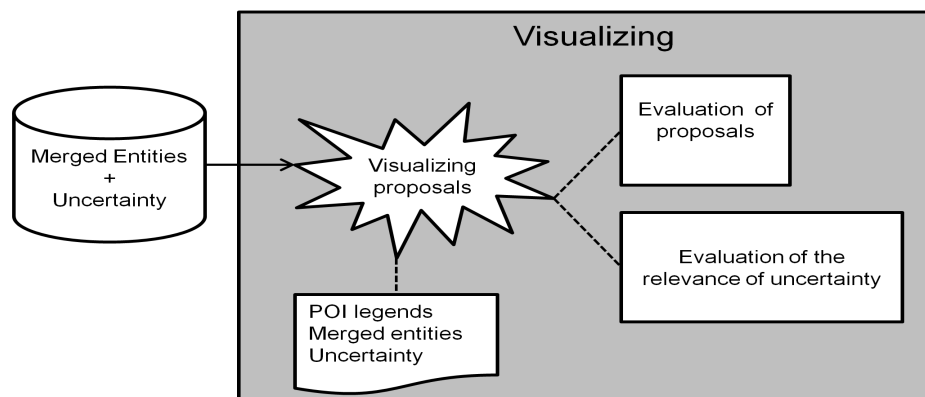 Visualizing
Merged Entities
+
Uncertainty
Visualizing
proposals
Evaluation of
proposals
Evaluation of the
relevance of uncertainty
POI legends
Merged entities
Uncertainty